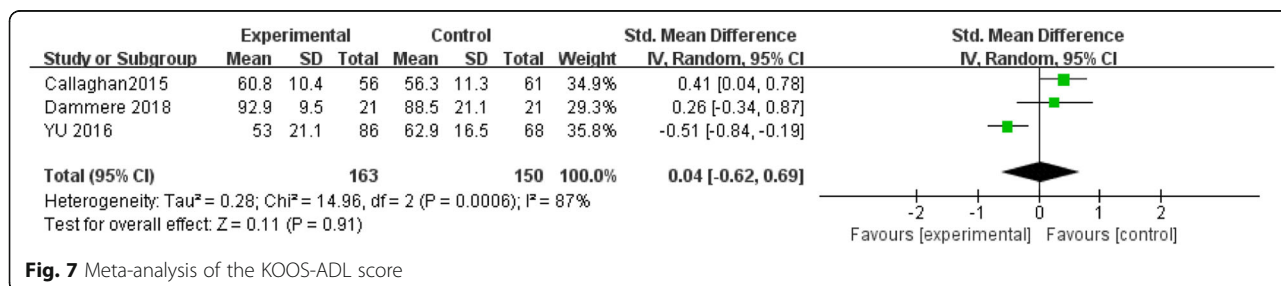 Experimental Control Std. Mean Difference Std. Mean Difference
Study or Subgroup Mean SD Total Mean SD Total Weight IV, Random, 95% CI IV, Random, 95% CI
Callaghan2015 60.8 10.4 56 56.3 11.3 61 34.9% 0.41 [0.04, 0.78]
Dammere 2018 92.9 9.5 21 88.5 21.1 21 29.3% 0.26 [-0.34, 0.87]
YU 2016 53 21.1 86 62.9 16.5 68 35.8% -0.51 [-0.84, -0.19]
Total (95% CI) 163 150 100.0% 0.04 [-0.62, 0.69]
Heterogeneity: Tau² = 0.28; Chi² = 14.96, df = 2 (P = 0.0006); I² = 87%
Test for overall effect: Z = 0.11 (P = 0.91)
-2 -1 0 1 2
Favours [experimental] Favours [control]
Fig. 7 Meta-analysis of the KOOS-ADL score